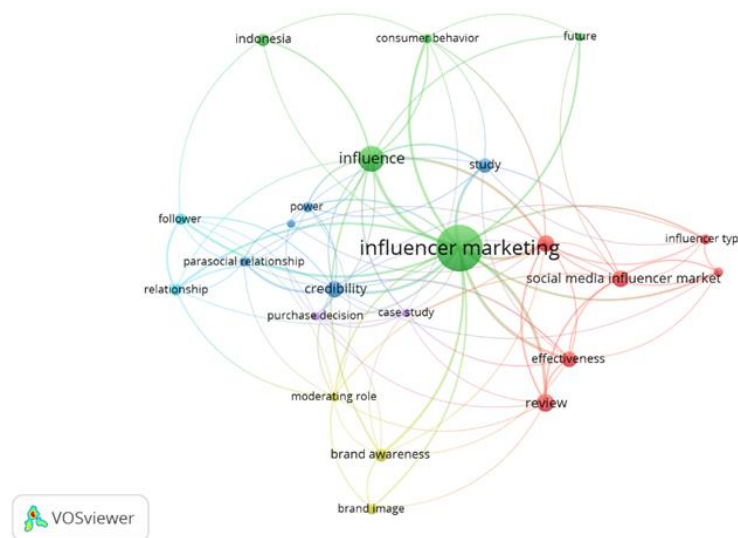 indonesia
consumer behavior
future
influence
study
power
follower
influencer marketing
influencer typ
parasocial relationship
social media influencer market
relationship
credibility
purchase decision
case study
effectiveness
moderating role
review
brand awareness
brand image
VOSviewer